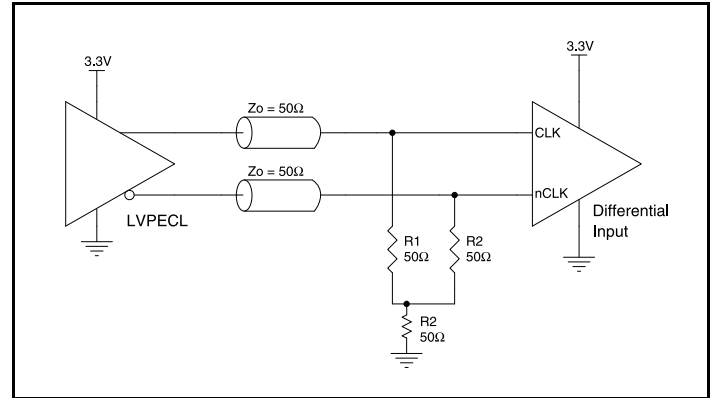 3.3V
3.3V
Zo = 50Ω
CLK
Zo = 50Ω
nCLK
LVPECL
Differential
Input
R1
50Ω
R2
50Ω
R2
50Ω